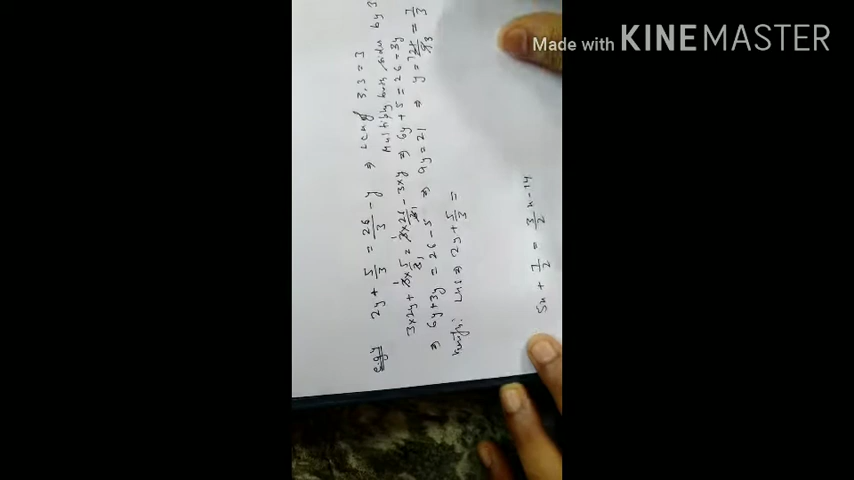 Made with KINEMASTER
2y + 5/3 = 26/3 - y ⇒ LCM of 3, 3 = 3
Multiply both sides by 3
3×2y + 3×5/3 = 3×26/3 - 3×y ⇒ 6y + 5 = 26 - 3y
⇒ 6y + 3y = 26 - 5 ⇒ 9y = 21 ⇒ y = 21/9 = 7/3
Verify: LHS ⇒ 2y + 5/3 =
5x + 7/2 = 3/2 x - 14